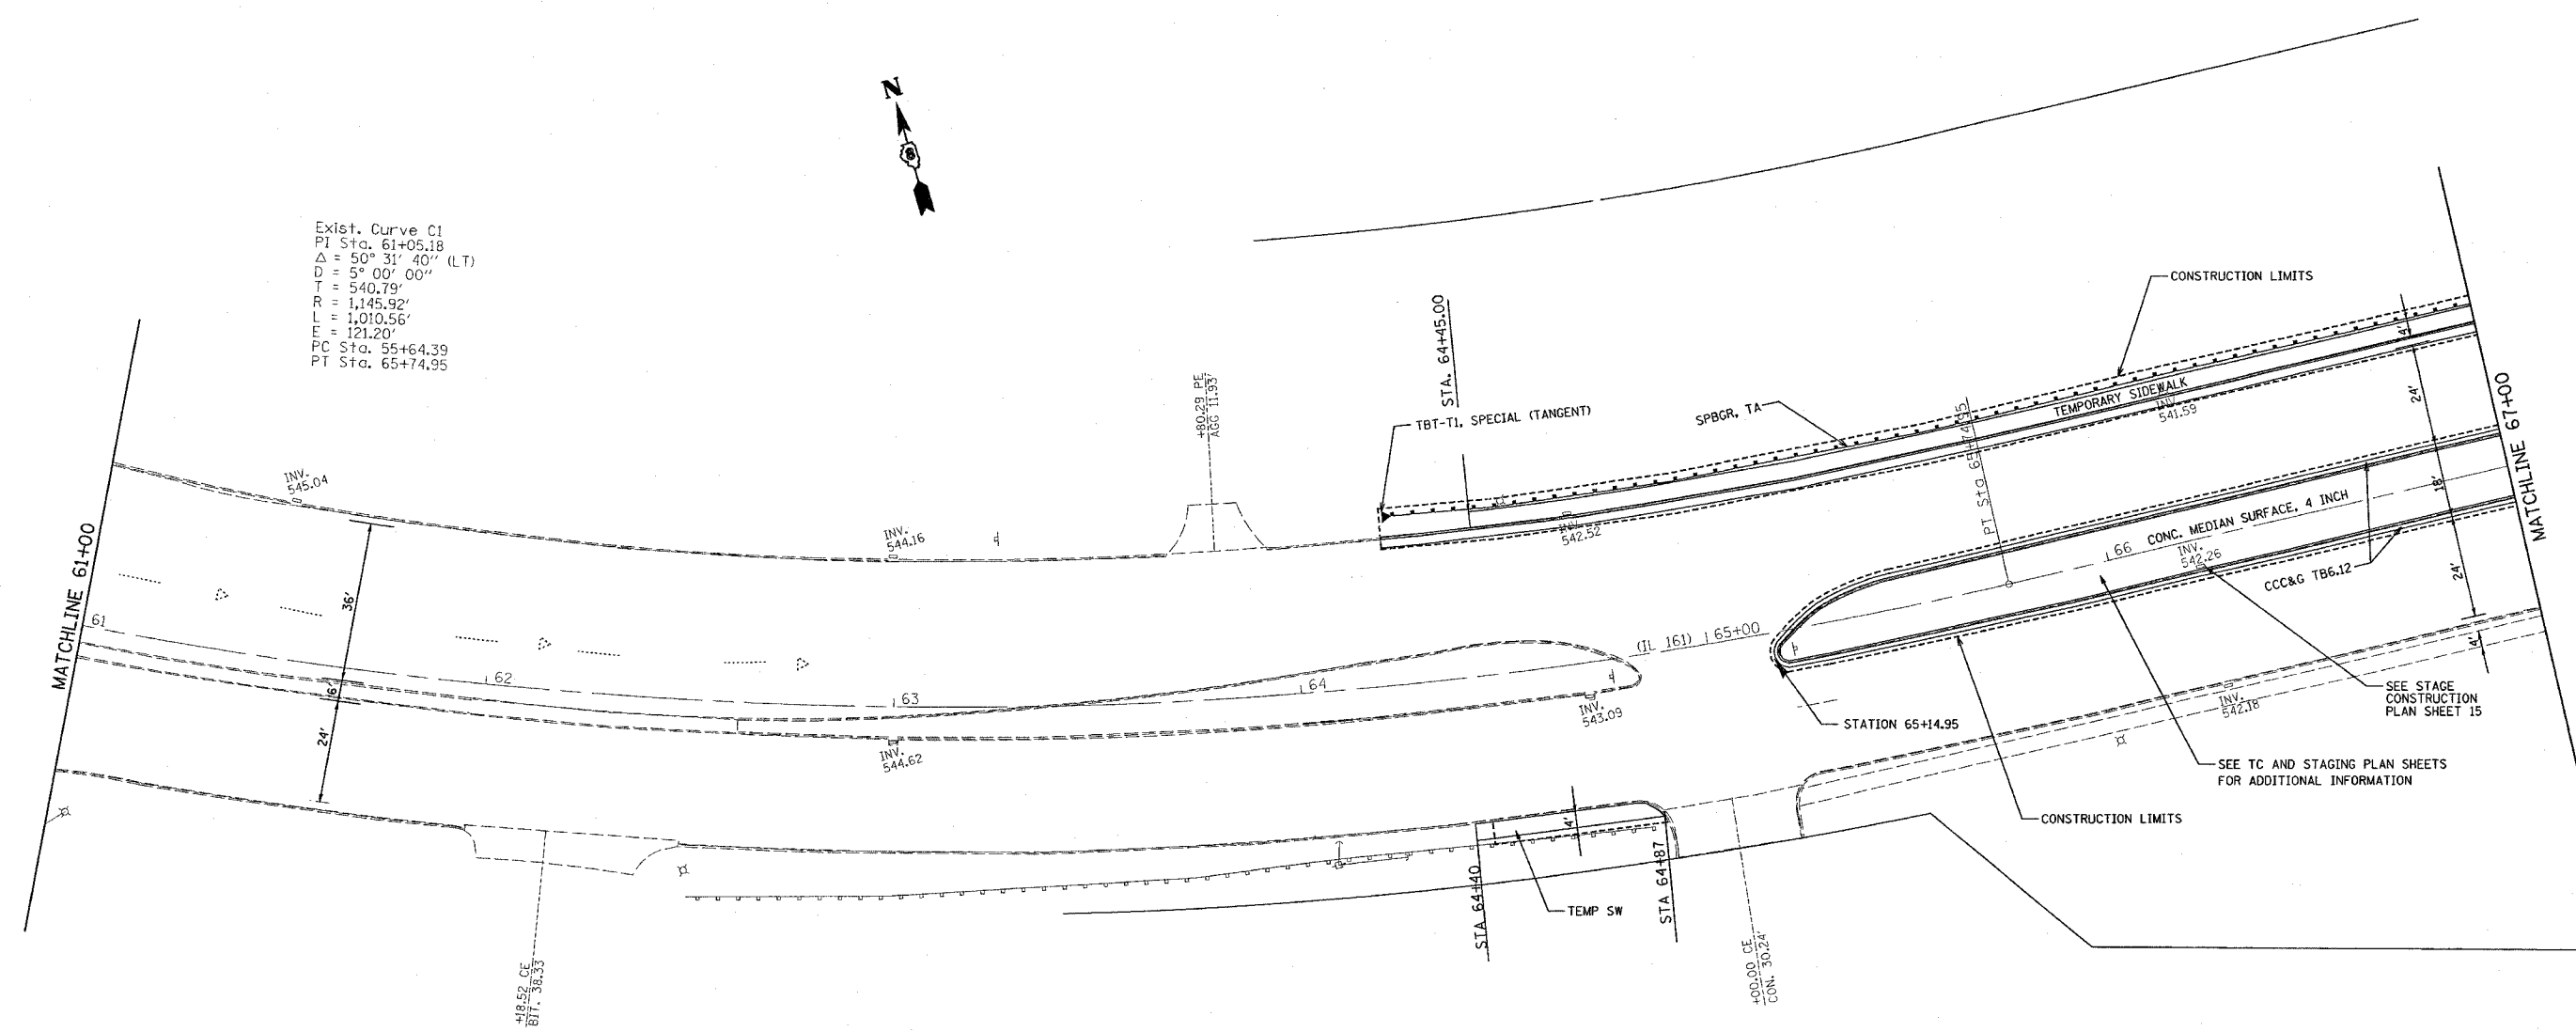 N
Exist. Curve C1
PI Sta. 61+05.18
Δ = 50° 31' 40" (LT)
D = 5° 00' 00"
T = 540.79'
R = 1,145.92'
L = 1,010.56'
E = 121.20'
PC Sta. 55+64.39
PT Sta. 65+74.95
CONSTRUCTION LIMITS
STA. 64+45.00
+80.29 PE
AGG 11.93'
TBT-T1, SPECIAL (TANGENT)
SPBGR, TA
TEMPORARY SIDEWALK
INV.
541.59
4'
24'
18'
24'
4'
MATCHLINE 67+00
PT Sta 65+74.95
INV.
545.04
INV.
544.16
INV.
542.52
66
CONC. MEDIAN SURFACE, 4 INCH
INV.
542.26
CCC&G TB6.12
MATCHLINE 61+00
61
36'
6'
24'
62
63
64
(IL 161)
65+00
INV.
543.09
INV.
544.62
STATION 65+14.95
INV.
542.18
SEE STAGE
CONSTRUCTION
PLAN SHEET 15
SEE TC AND STAGING PLAN SHEETS
FOR ADDITIONAL INFORMATION
CONSTRUCTION LIMITS
4'
STA 64+40
STA 64+87
TEMP SW
+18.52 CE
BIT. 38.33
+00.00 CE
CON. 30.24'